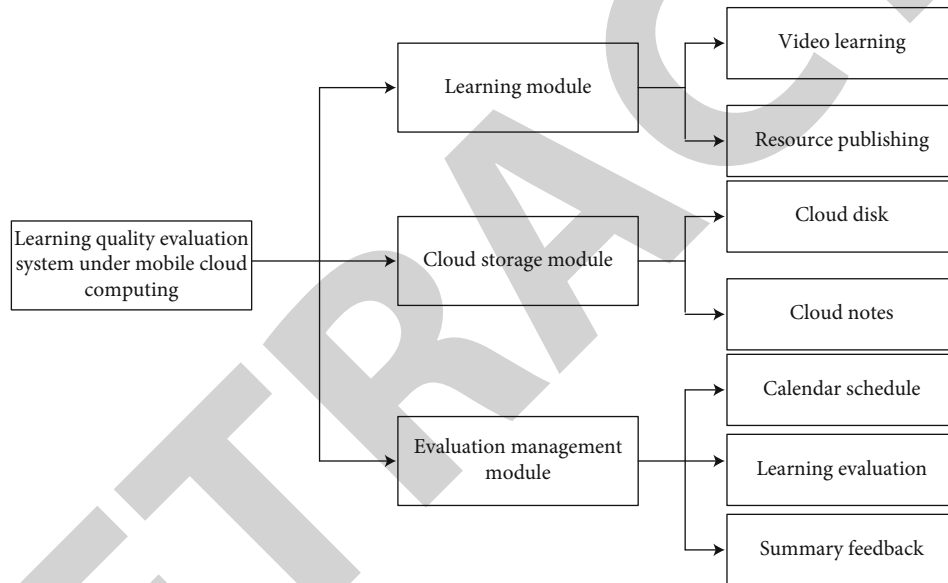 Video learning
Learning module
Resource publishing
Cloud disk
Learning quality evaluation
system under mobile cloud
computing
Cloud storage module
Cloud notes
Calendar schedule
Evaluation management
module
Learning evaluation
Summary feedback
TRAC